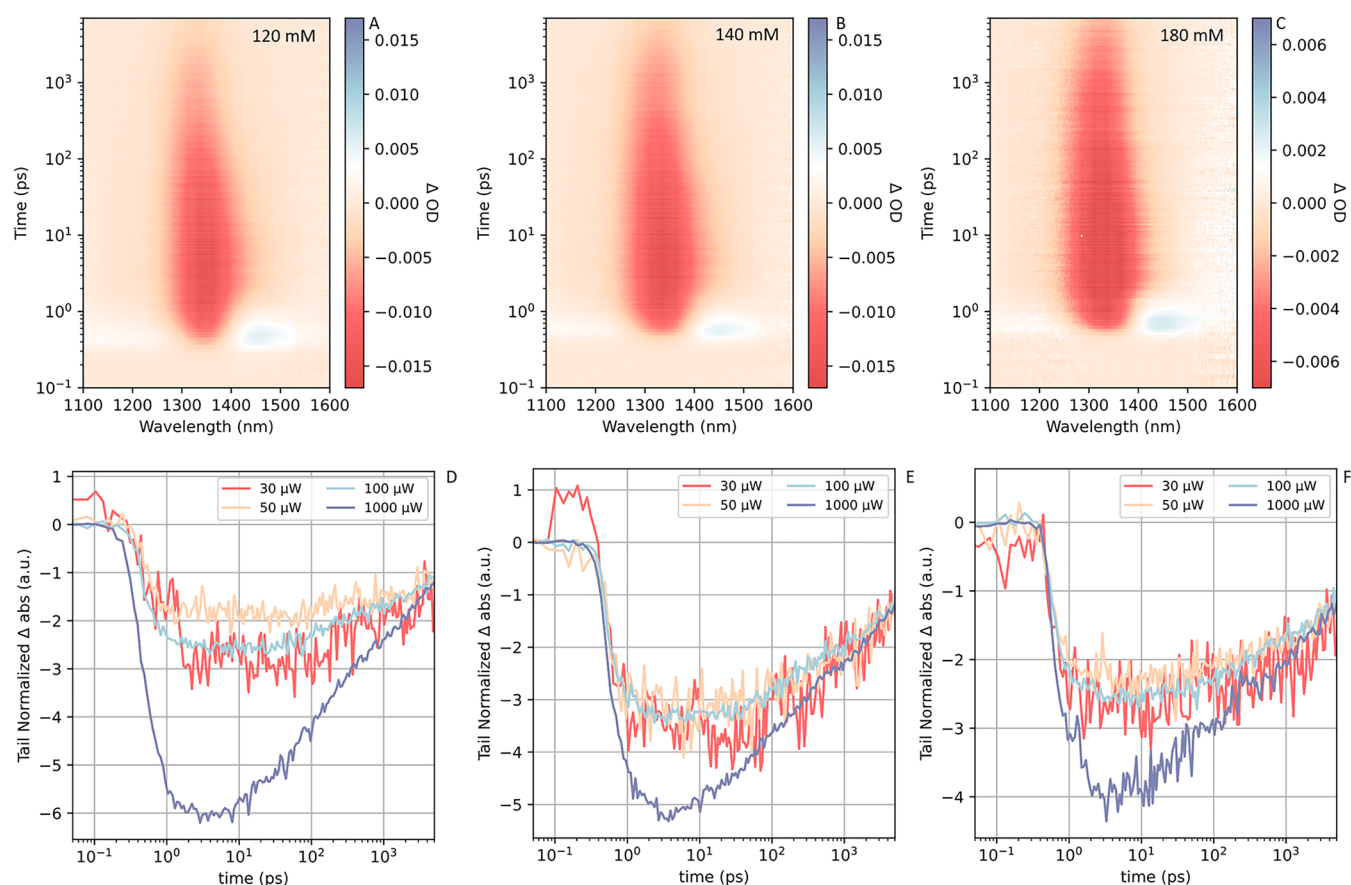 A
120 mM
0.015
0.010
0.005
0.000
−0.005
−0.010
−0.015
Δ OD
10³
10²
10¹
10⁰
10⁻¹
Time (ps)
1100 1200 1300 1400 1500 1600
Wavelength (nm)
B
140 mM
0.015
0.010
0.005
0.000
−0.005
−0.010
−0.015
Δ OD
10³
10²
10¹
10⁰
10⁻¹
Time (ps)
1100 1200 1300 1400 1500 1600
Wavelength (nm)
C
180 mM
0.006
0.004
0.002
0.000
−0.002
−0.004
−0.006
Δ OD
10³
10²
10¹
10⁰
10⁻¹
Time (ps)
1100 1200 1300 1400 1500 1600
Wavelength (nm)
D
30 μW 100 μW
50 μW 1000 μW
1
0
−1
−2
−3
−4
−5
−6
Tail Normalized Δ abs (a.u.)
10⁻¹ 10⁰ 10¹ 10² 10³
time (ps)
E
30 μW 100 μW
50 μW 1000 μW
1
0
−1
−2
−3
−4
−5
Tail Normalized Δ abs (a.u.)
10⁻¹ 10⁰ 10¹ 10² 10³
time (ps)
F
30 μW 100 μW
50 μW 1000 μW
0
−1
−2
−3
−4
Tail Normalized Δ abs (a.u.)
10⁻¹ 10⁰ 10¹ 10² 10³
time (ps)